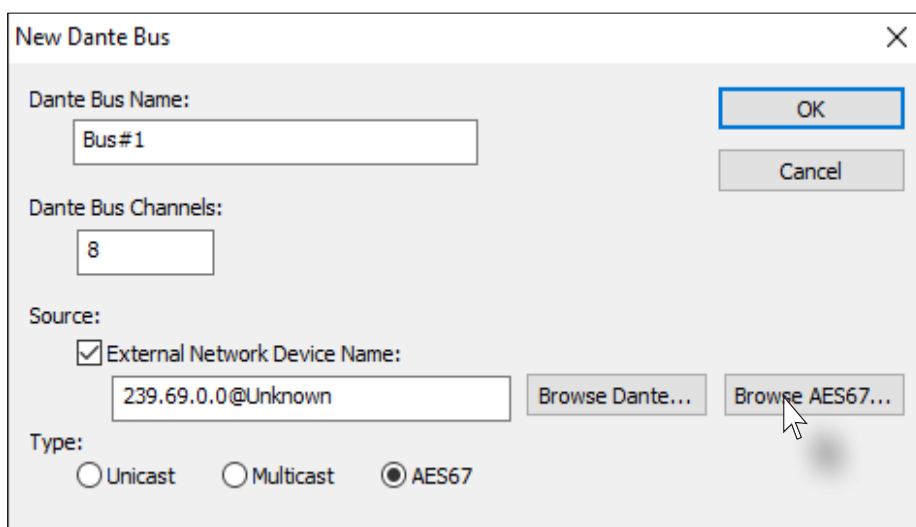 New Dante Bus
Dante Bus Name:
OK
Bus#1
Cancel
Dante Bus Channels:
8
Source:
External Network Device Name:
239.69.0.0@Unknown
Browse Dante...
Browse AES67...
Type:
Unicast
Multicast
AES67